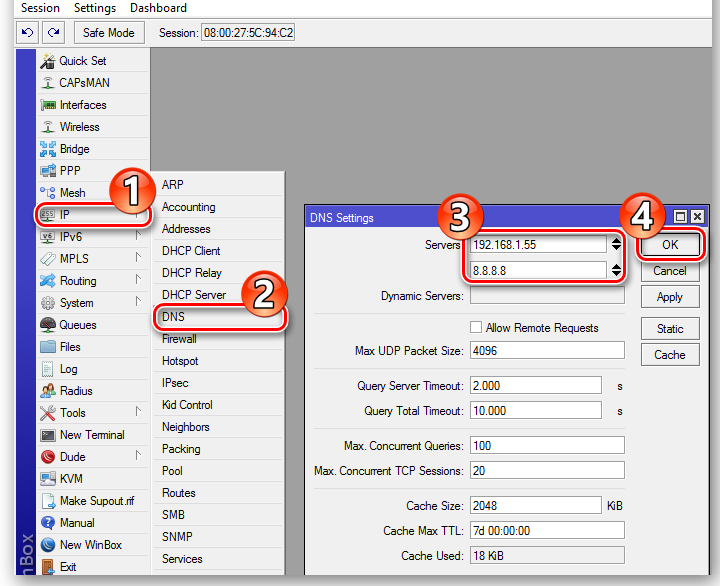 Session Settings Dashboard
Safe Mode Session: 08:00:27:5C:94:C2
Quick Set
CAPsMAN
Interfaces
Wireless
Bridge
PPP
Mesh
IP
IPv6
MPLS
Routing
System
Queues
Files
Log
Radius
Tools
New Terminal
Dude
KVM
Make Supout.rif
Manual
New WinBox
Exit
nBox
1
ARP
Accounting
Addresses
DHCP Client
DHCP Relay
DHCP Server
DNS
Firewall
Hotspot
IPsec
Kid Control
Neighbors
Packing
Pool
Routes
SMB
SNMP
Services
2
DNS Settings
3
4
Servers: 192.168.1.55
8.8.8.8
Dynamic Servers:
Allow Remote Requests
Max UDP Packet Size: 4096
Query Server Timeout: 2.000 s
Query Total Timeout: 10.000 s
Max. Concurrent Queries: 100
Max. Concurrent TCP Sessions: 20
Cache Size: 2048 KiB
Cache Max TTL: 7d 00:00:00
Cache Used: 18 KiB
OK
Cancel
Apply
Static
Cache